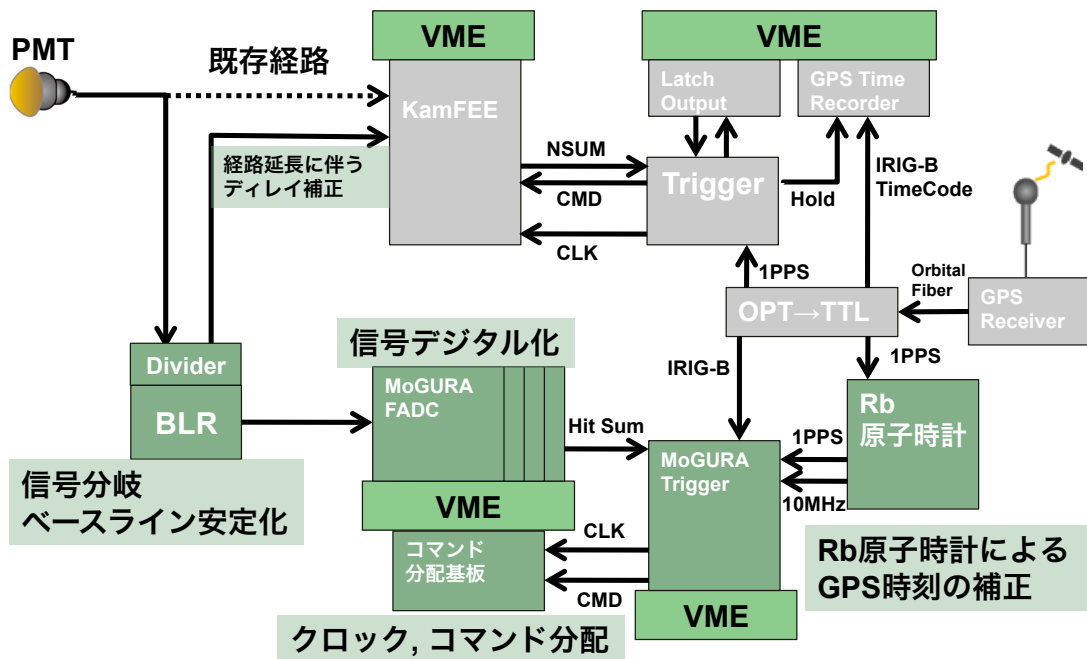 VME
VME
PMT
既存経路
KamFEE
Latch
Output
GPS Time
Recorder
経路延長に伴う
ディレイ補正
NSUM
CMD
CLK
Trigger
Hold
IRIG-B
TimeCode
1PPS
OPT→TTL
Orbital
Fiber
GPS
Receiver
Divider
BLR
信号分岐
ベースライン安定化
信号デジタル化
MoGURA
FADC
VME
Hit Sum
IRIG-B
1PPS
Rb
原子時計
1PPS
10MHz
MoGURA
Trigger
コマンド
分配基板
CLK
CMD
VME
クロック, コマンド分配
Rb原子時計による
GPS時刻の補正